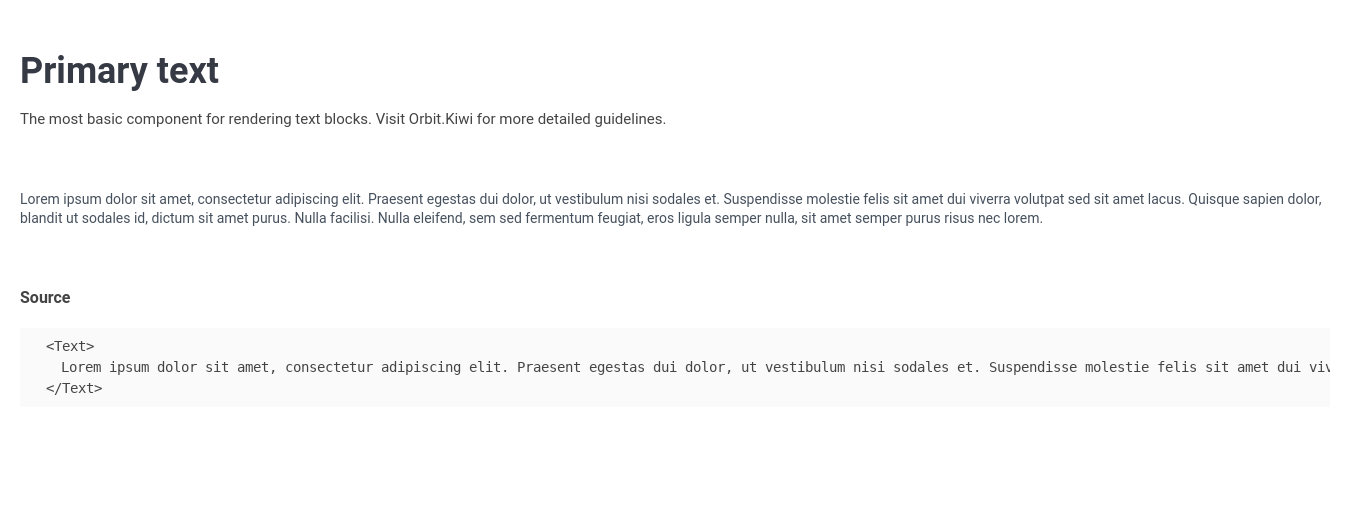 Primary text
The most basic component for rendering text blocks. Visit Orbit.Kiwi for more detailed guidelines.
Lorem ipsum dolor sit amet, consectetur adipiscing elit. Praesent egestas dui dolor, ut vestibulum nisi sodales et. Suspendisse molestie felis sit amet dui viverra volutpat sed sit amet lacus. Quisque sapien dolor,
blandit ut sodales id, dictum sit amet purus. Nulla facilisi. Nulla eleifend, sem sed fermentum feugiat, eros ligula semper nulla, sit amet semper purus risus nec lorem.
Source
<Text>
Lorem ipsum dolor sit amet, consectetur adipiscing elit. Praesent egestas dui dolor, ut vestibulum nisi sodales et. Suspendisse molestie felis sit amet dui
</Text>